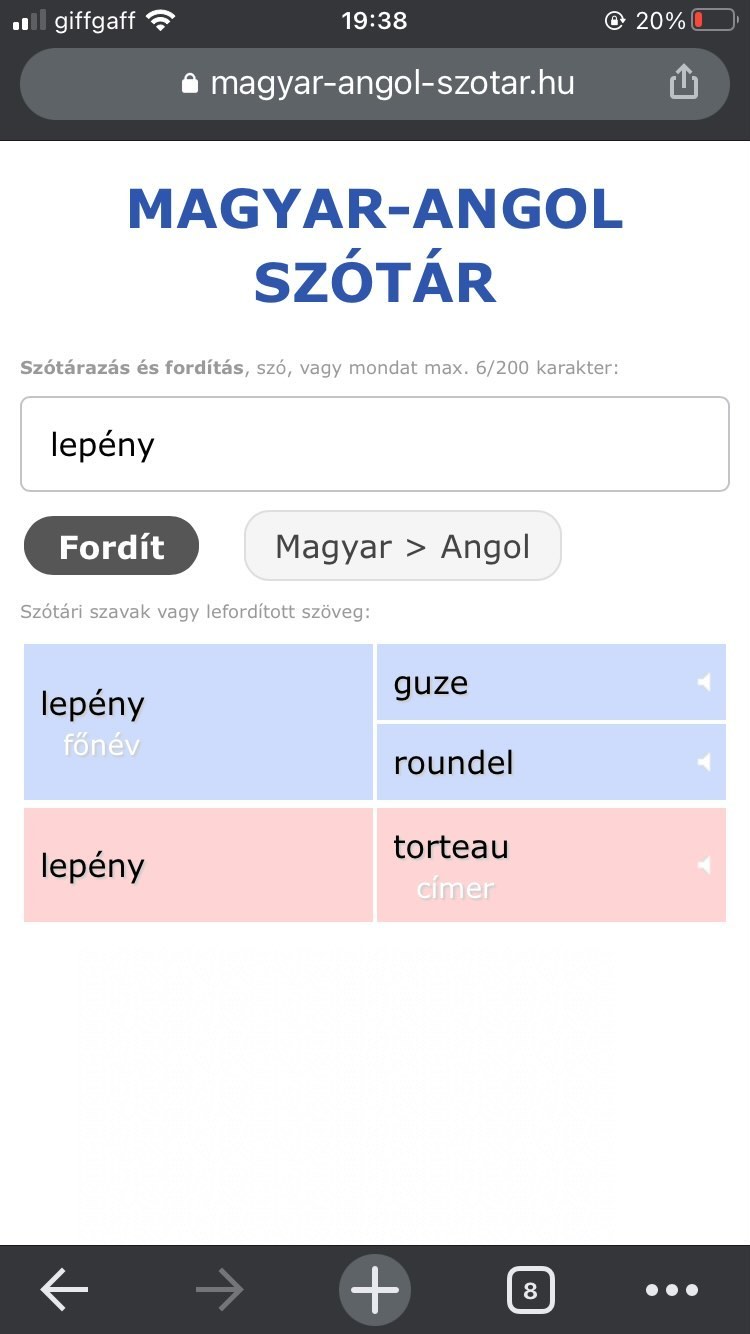 giffgaff 19:38 20%
magyar-angol-szotar.hu
MAGYAR-ANGOL
SZÓTÁR
Szótárazás és fordítás, szó, vagy mondat max. 6/200 karakter:
lepény
Fordít Magyar > Angol
Szótári szavak vagy lefordított szöveg:
lepény
főnév
guze
roundel
lepény
torteau
címer
8